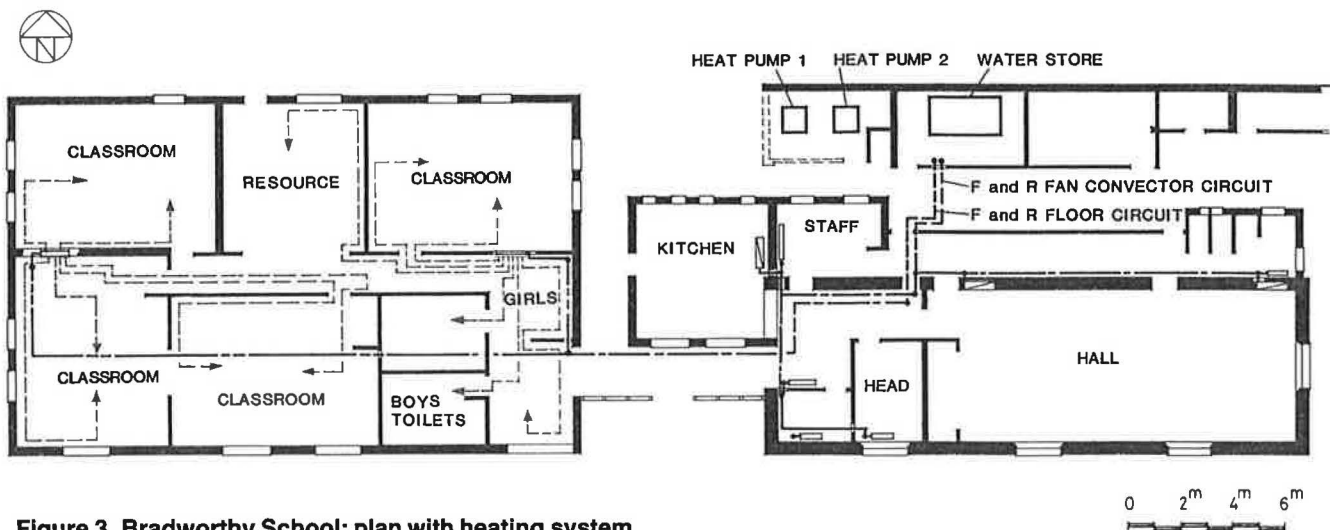 N
HEAT PUMP 1 HEAT PUMP 2 WATER STORE
CLASSROOM
RESOURCE
CLASSROOM
F and R FAN CONVECTOR CIRCUIT
F and R FLOOR CIRCUIT
STAFF
KITCHEN
GIRLS
CLASSROOM
CLASSROOM
BOYS
TOILETS
HEAD
HALL
0 2m 4m 6m
Figure 3 Bradworthy School: plan with heating system